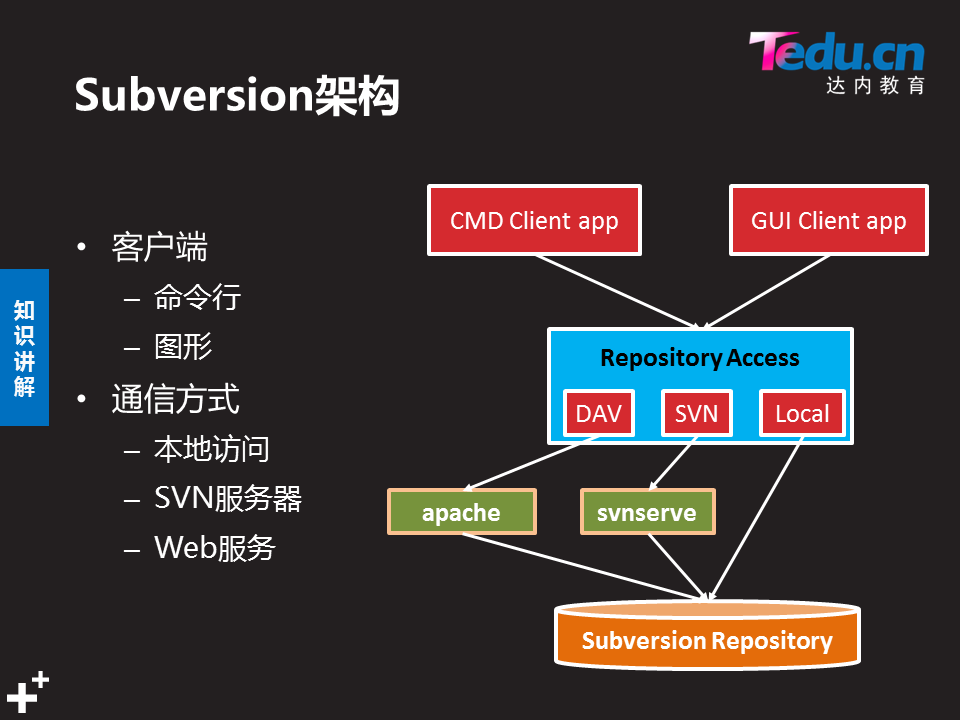 Tedu.cn
达内教育
Subversion架构
知识讲解
• 客户端
– 命令行
– 图形
• 通信方式
– 本地访问
– SVN服务器
– Web服务
CMD Client app
GUI Client app
Repository Access
DAV
SVN
Local
apache
svnserve
Subversion Repository